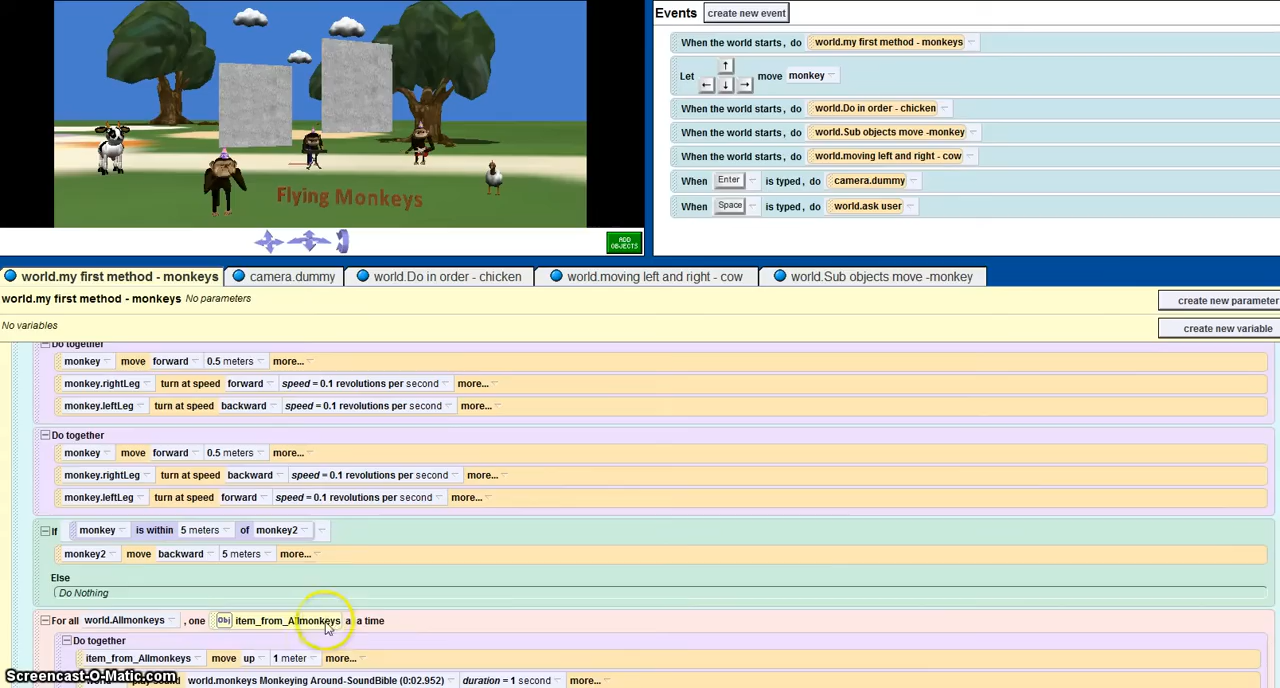 Events create new event
When the world starts, do world.my first method - monkeys
Let move monkey
When the world starts, do world.Do in order - chicken
When the world starts, do world.Sub objects move -monkey
When the world starts, do world.moving left and right - cow
When Enter is typed, do camera.dummy
When Space is typed, do world.ask user
Flying Monkeys
ADD
OBJECTS
world.my first method - monkeys camera.dummy world.Do in order - chicken world.moving left and right - cow world.Sub objects move -monkey
world.my first method - monkeys No parameters create new parameter
No variables create new variable
Do together
monkey move forward 0.5 meters more...
monkey.rightLeg turn at speed forward speed = 0.1 revolutions per second more...
monkey.leftLeg turn at speed backward speed = 0.1 revolutions per second more...
Do together
monkey move forward 0.5 meters more...
monkey.rightLeg turn at speed backward speed = 0.1 revolutions per second more...
monkey.leftLeg turn at speed forward speed = 0.1 revolutions per second more...
If monkey is within 5 meters of monkey2
monkey2 move backward 5 meters more...
Else
Do Nothing
For all world.Allmonkeys , one Obj item_from_Allmonkeys at a time
Do together
item_from_Allmonkeys move up 1 meter more...
world.monkeys Monkeying Around-SoundBible (0:02.952) duration = 1 second more...
Screencast-O-Matic.com